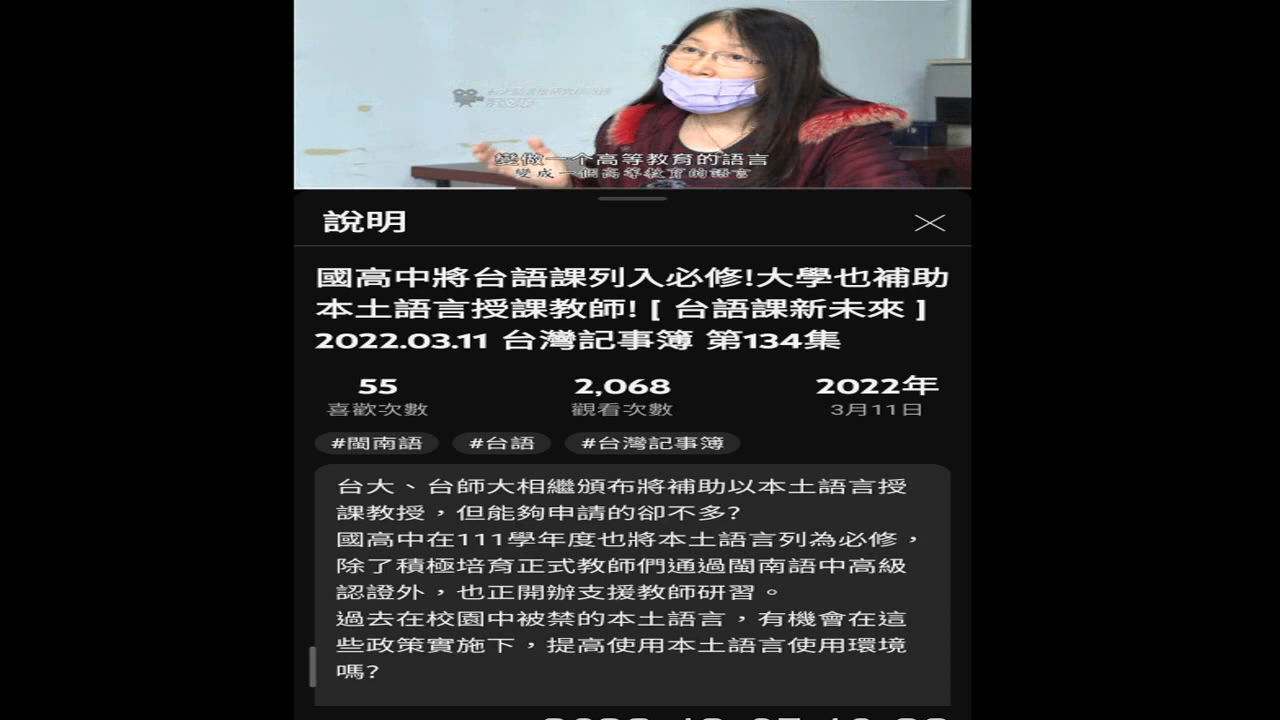 變做一个高等教育的語言
變成一個高等教育的語言
說明
國高中將台語課列入必修!大學也補助
本土語言授課教師! [ 台語課新未來 ]
2022.03.11 台灣記事簿 第134集
55 2,068 2022年
喜歡次數 觀看次數 3月11日
#閩南語 #台語 #台灣記事簿
台大、台師大相繼頒布將補助以本土語言授
課教授，但能夠申請的卻不多?
國高中在111學年度也將本土語言列為必修，
除了積極培育正式教師們通過閩南語中高級
認證外，也正開辦支援教師研習。
過去在校園中被禁的本土語言，有機會在這
些政策實施下，提高使用本土語言使用環境
嗎?